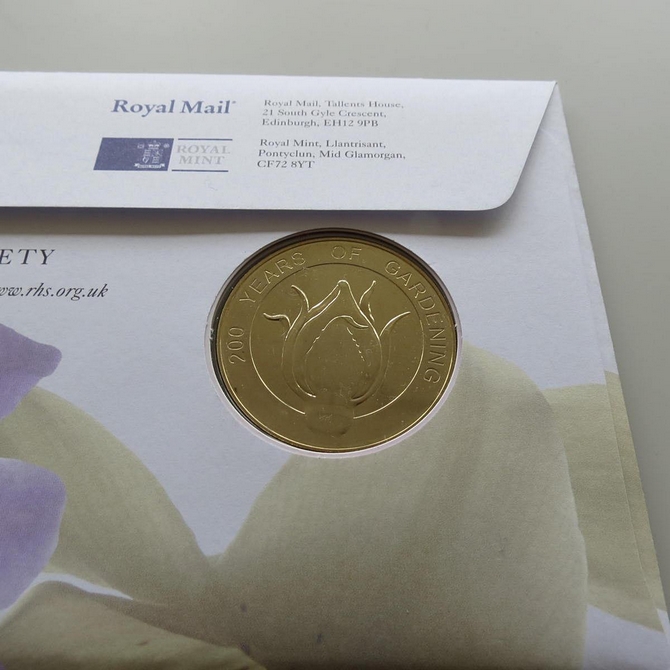 Royal Mail®
Royal Mail, Tallents House,
21 South Gyle Crescent,
Edinburgh, EH12 9PB
ROYAL
MINT
Royal Mint, Llantrisant,
Pontyclun, Mid Glamorgan,
CF72 8YT
ETY
ww.rhs.org.uk
200 YEARS OF GARDENING